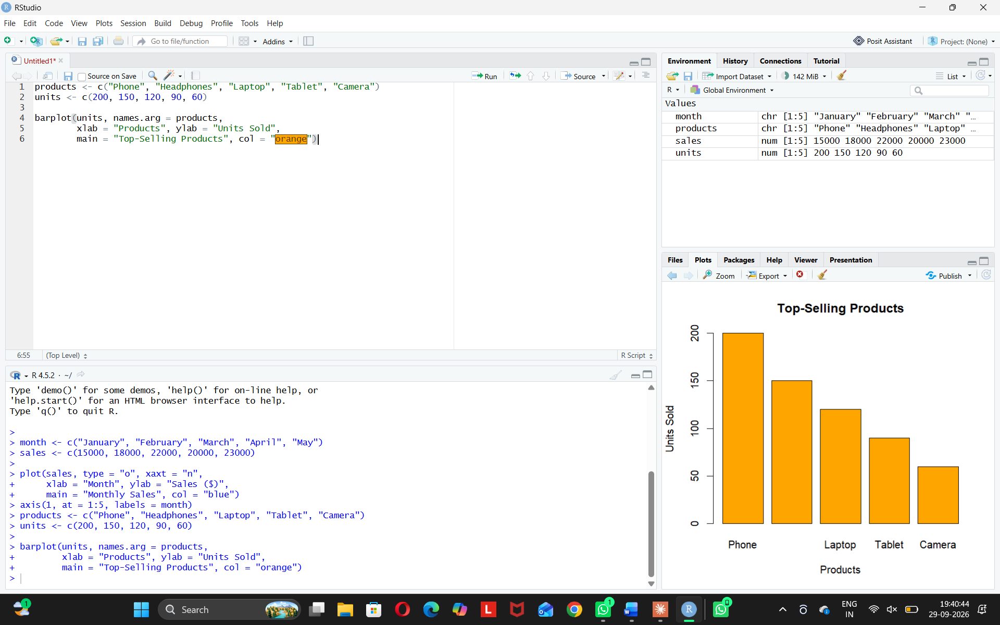 RStudio
File Edit Code View Plots Session Build Debug Profile Tools Help
Go to file/function Addins Posit Assistant Project: (None)
Untitled1*
Source on Save Run Source
1 products <- c("Phone", "Headphones", "Laptop", "Tablet", "Camera")
2 units <- c(200, 150, 120, 90, 60)
3
4 barplot(units, names.arg = products,
5 xlab = "Products", ylab = "Units Sold",
6 main = "Top-Selling Products", col = "orange")
6:55 (Top Level) R Script
R 4.5.2 · ~/
Type 'demo()' for some demos, 'help()' for on-line help, or
'help.start()' for an HTML browser interface to help.
Type 'q()' to quit R.
>
> month <- c("January", "February", "March", "April", "May")
> sales <- c(15000, 18000, 22000, 20000, 23000)
>
> plot(sales, type = "o", xaxt = "n",
+ xlab = "Month", ylab = "Sales ($)",
+ main = "Monthly Sales", col = "blue")
> axis(1, at = 1:5, labels = month)
> products <- c("Phone", "Headphones", "Laptop", "Tablet", "Camera")
> units <- c(200, 150, 120, 90, 60)
>
> barplot(units, names.arg = products,
+ xlab = "Products", ylab = "Units Sold",
+ main = "Top-Selling Products", col = "orange")
>
Environment History Connections Tutorial
Import Dataset 142 MiB List
R Global Environment
Values
month chr [1:5] "January" "February" "March" "…
products chr [1:5] "Phone" "Headphones" "Laptop" …
sales num [1:5] 15000 18000 22000 20000 23000
units num [1:5] 200 150 120 90 60
Files Plots Packages Help Viewer Presentation
Zoom Export Publish
Top-Selling Products
Units Sold
200
150
100
50
0
Phone Laptop Tablet Camera
Products
1 Search L 1 R ENG 19:40:44
IN 29-09-2026